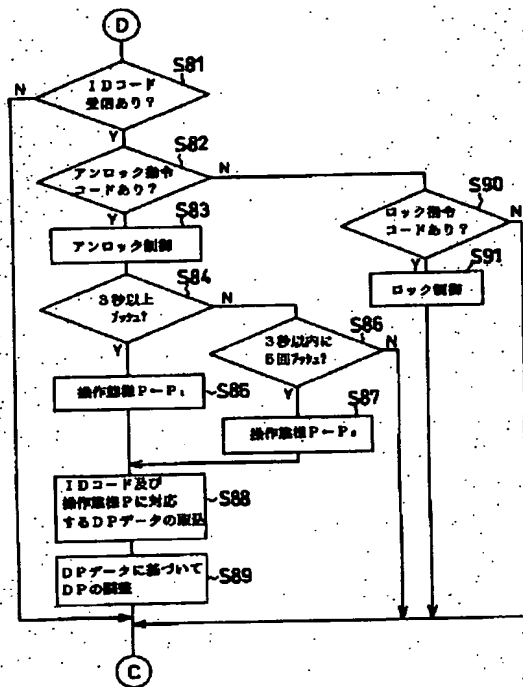 D
S81
IDコード
受信あり?
N
Y
S82
アンロック指令
コードあり?
N
Y
S83
アンロック制御
S84
3秒以上
プッシュ?
N
Y
S85
操作態様P←P₁
S86
3秒以内に
5回プッシュ?
N
Y
S87
操作態様P←P
S88
IDコード及び
操作態様Pに対応
するDPデータの取込
S89
DPデータに基づいて
DPの調整
S90
ロック指令
コードあり?
N
Y
S91
ロック制御
C